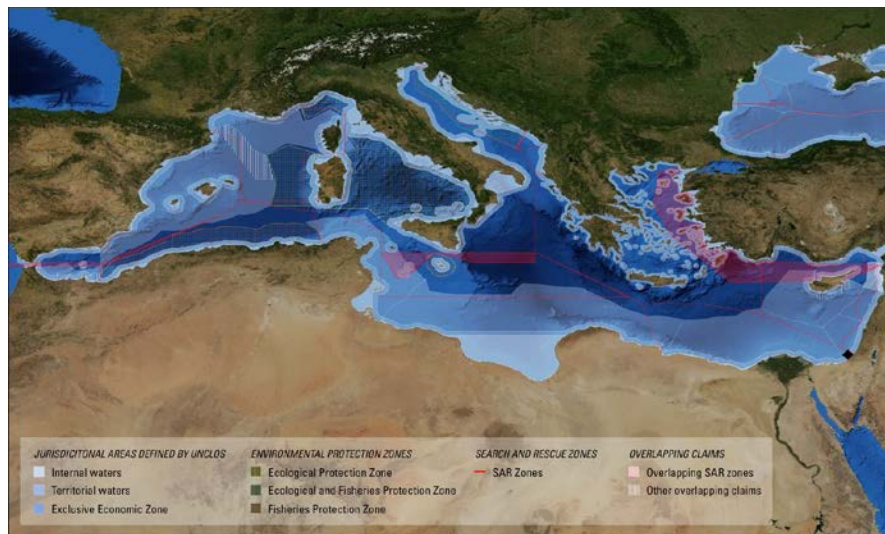 JURISDICITONAL AREAS DEFINED BY UNCLOS
Internal waters
Territorial waters
Exclusive Economic Zone
ENVIRONMENTAL PROTECTION ZONES
Ecological Protection Zone
Ecological and Fisheries Protection Zone
Fisheries Protection Zone
SEARCH AND RESCUE ZONES
SAR Zones
OVERLAPPING CLAIMS
Overlapping SAR zones
Other overlapping claims